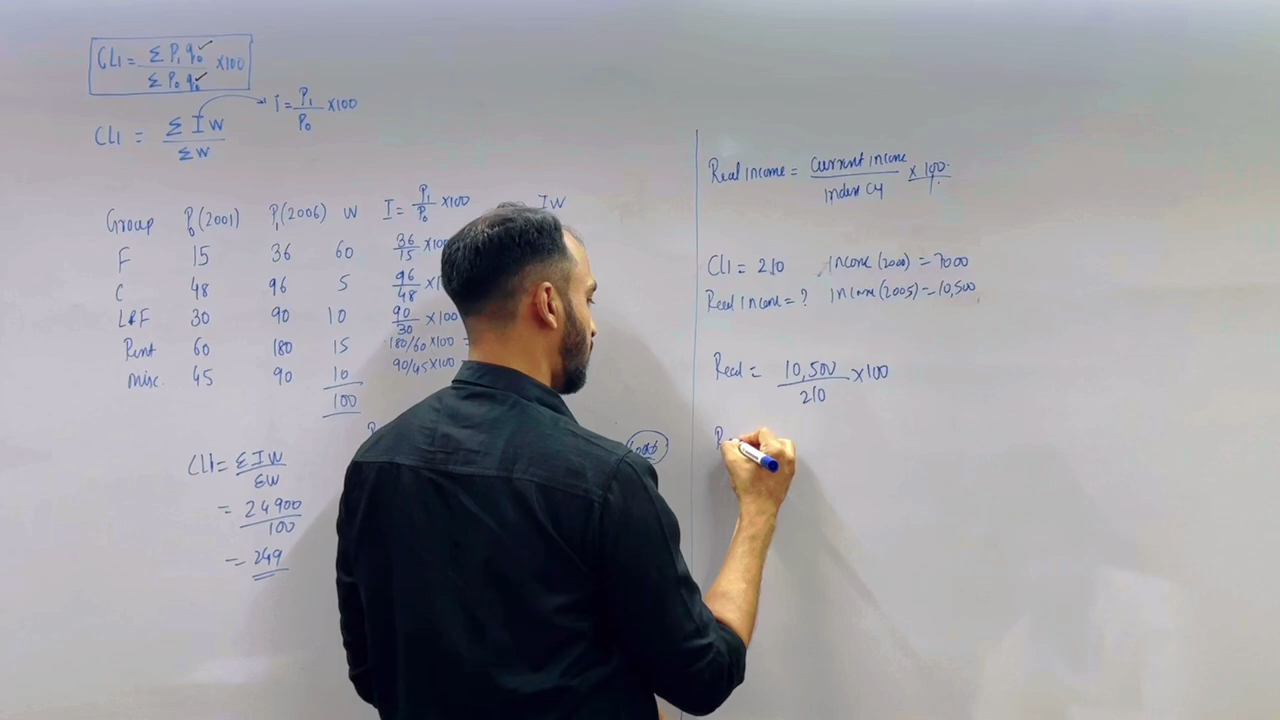 CLI = Σ P₁ q₀ / Σ P₀ q₀ ×100
I = P₁ / P₀ ×100
CLI = Σ I W / Σ W
Group P₀(2001) P₁(2006) W I = P₁/P₀ ×100 IW
F 15 36 60 36/15 ×100
C 48 96 5 96/48
L&F 30 90 10 90/30 ×100
Rent 60 180 15 180/60 ×100 =
Misc. 45 90 10 90/45 ×100
100
CLI = Σ I W / Σ W
= 24900 / 100
= 249
Real income = Current income / index CY × 100
CLI = 210 income (2000) = 7000
Real income = ? income (2005) = 10,500
Real = 10,500 / 210 ×100